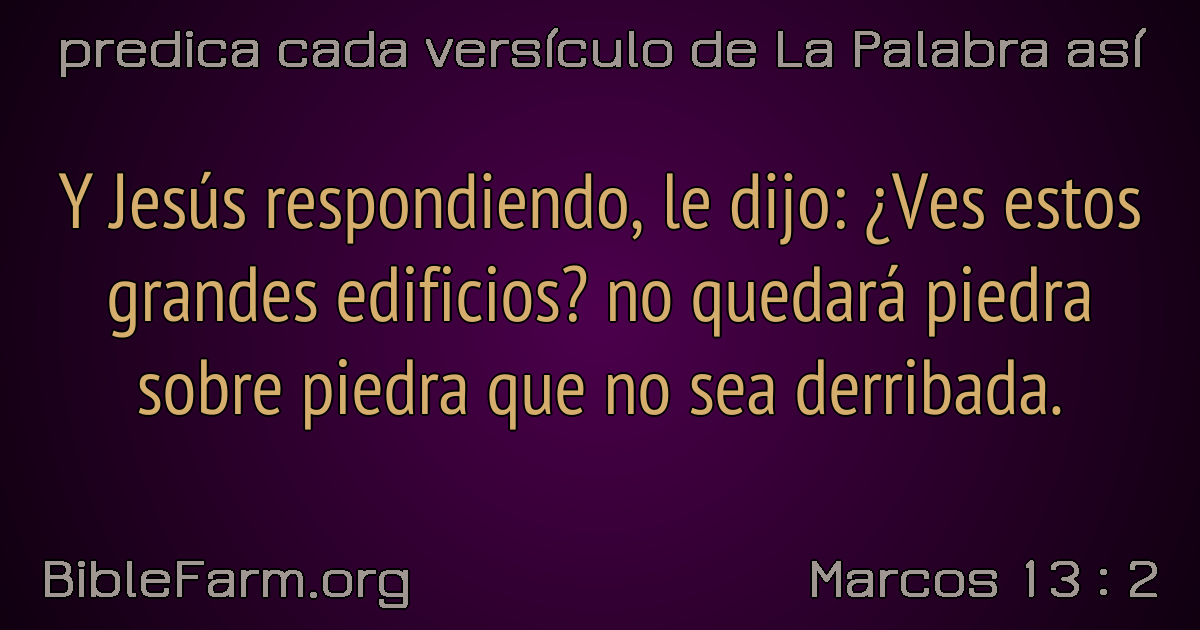 predica cada versículo de La Palabra así
Y Jesús respondiendo, le dijo: ¿Ves estos
grandes edificios? no quedará piedra
sobre piedra que no sea derribada.
BibleFarm.org
Marcos 13 : 2